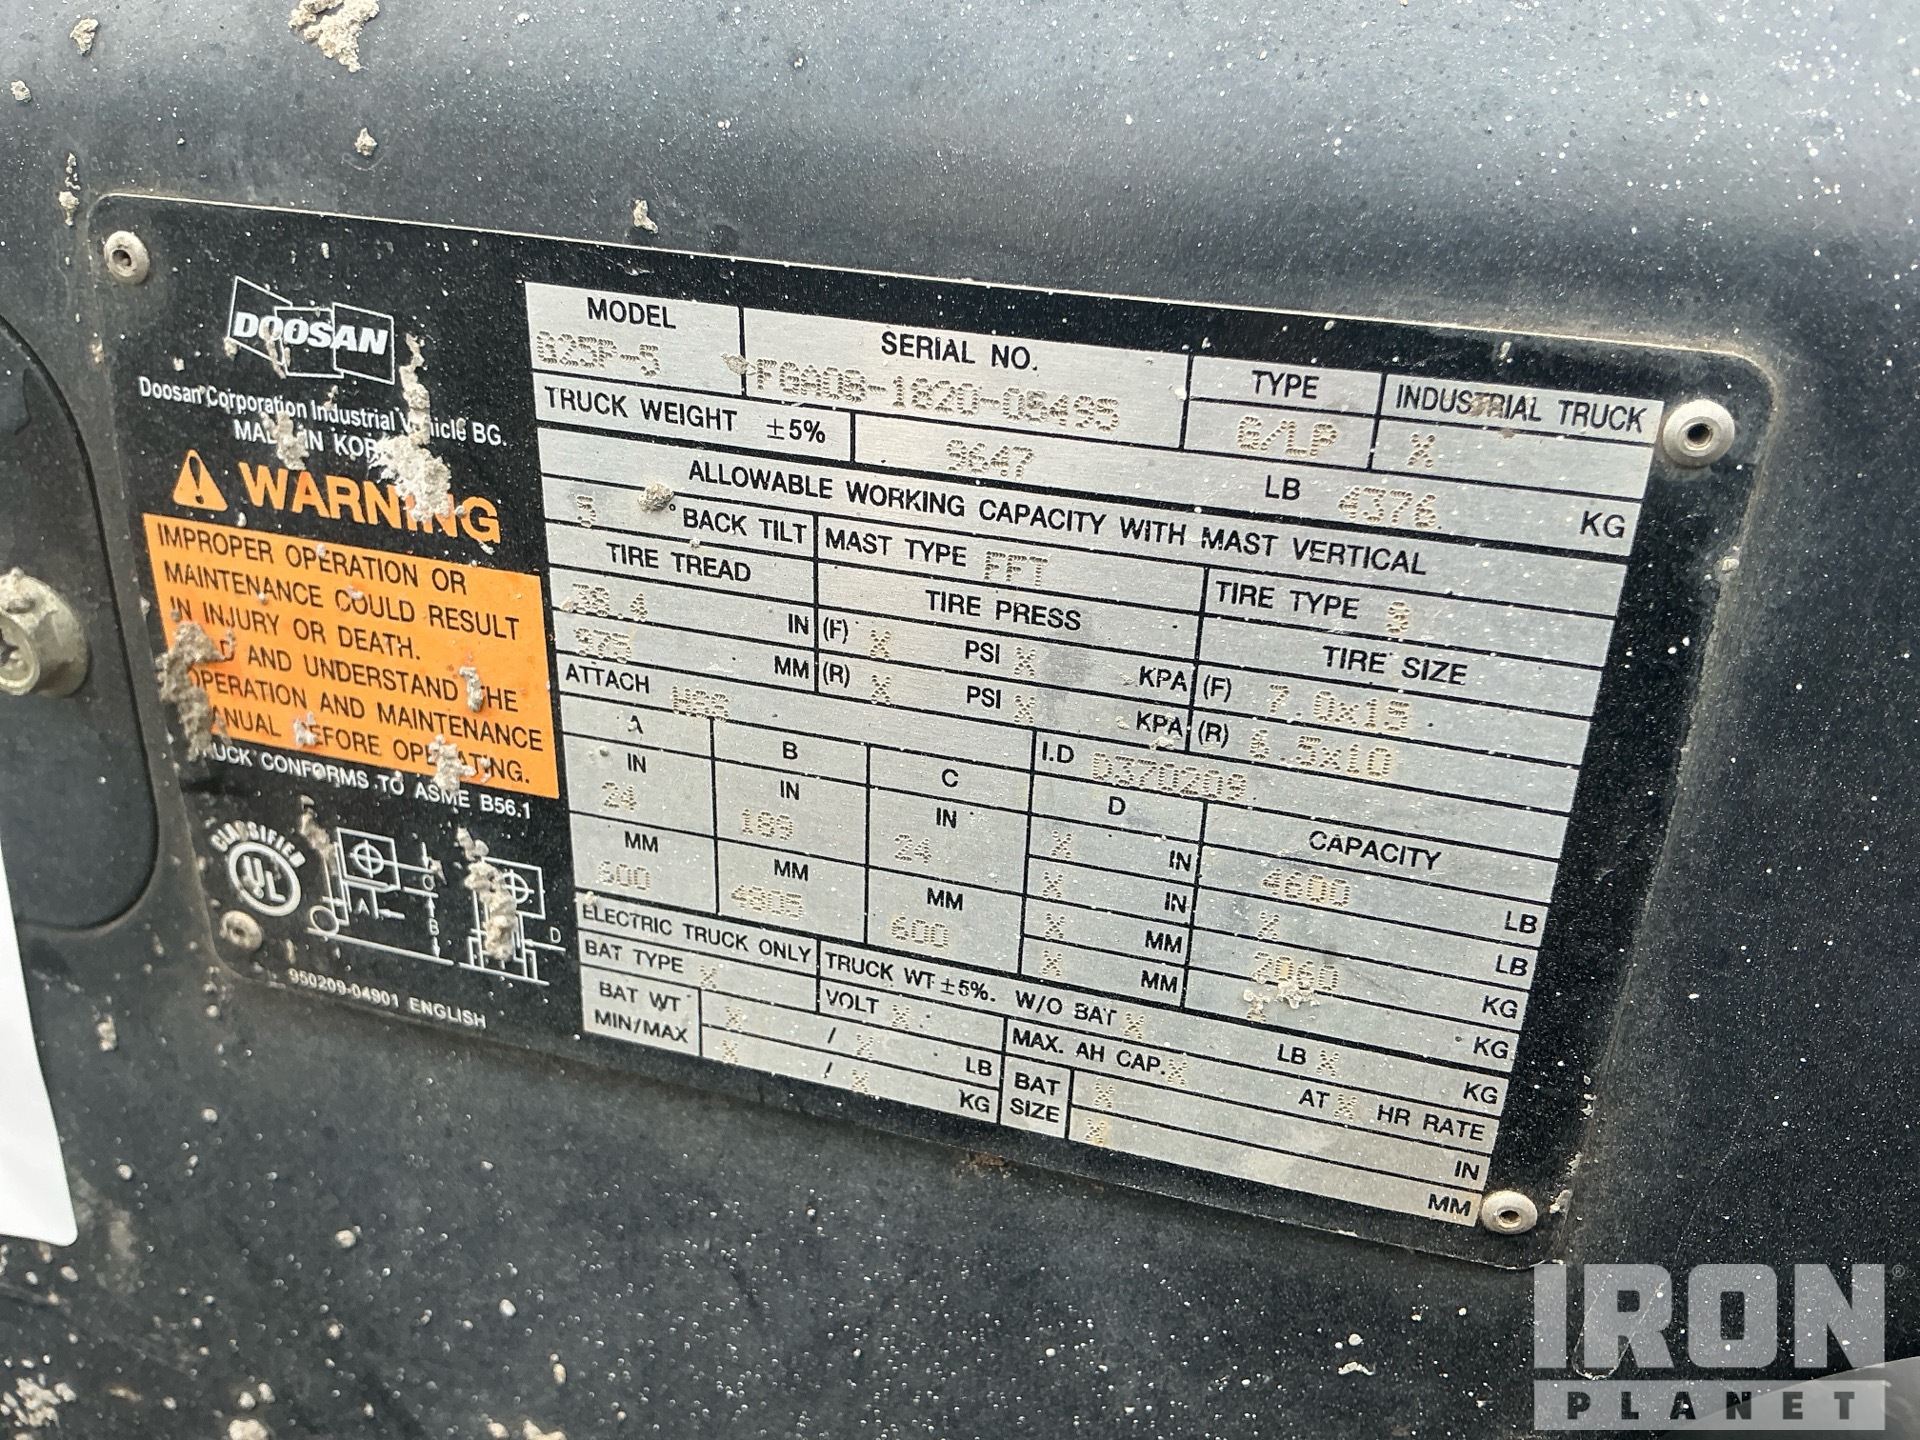 DOOSAN
Doosan Corporation Industrial Vehicle BG.
MADE IN KOREA
WARNING
IMPROPER OPERATION OR
MAINTENANCE COULD RESULT
IN INJURY OR DEATH.
AND UNDERSTAND THE
OPERATION AND MAINTENANCE
MANUAL BEFORE OPERATING.
TRUCK CONFORMS TO ASME B56.1
CLASSIFIED
UL
A C B D
950209-04901 ENGLISH
MODEL SERIAL NO. TYPE INDUSTRIAL TRUCK
G25P-5 FGA08-1820-05495 G/LP X
TRUCK WEIGHT ±5% 9647 LB 4376 KG
ALLOWABLE WORKING CAPACITY WITH MAST VERTICAL
5 ° BACK TILT MAST TYPE FFT TIRE TYPE
TIRE TREAD TIRE PRESS TIRE SIZE
38.4 IN (F) X PSI X KPA (F) 7.0x15
975 MM (R) X PSI X KPA (R) 6.5x10
ATTACH I.D D370209
A B C D CAPACITY
IN IN IN X IN 4600 LB
24 189 24 X IN X LB
MM MM MM X MM 2060 KG
600 4805 600 X MM X KG
ELECTRIC TRUCK ONLY TRUCK WT ±5%. W/O BAT X LB X KG
BAT TYPE X VOLT X MAX. AH CAP. X AT X HR RATE
BAT WT MIN/MAX X / X LB BAT SIZE X IN
X / X KG X MM
IRON
PLANET
®